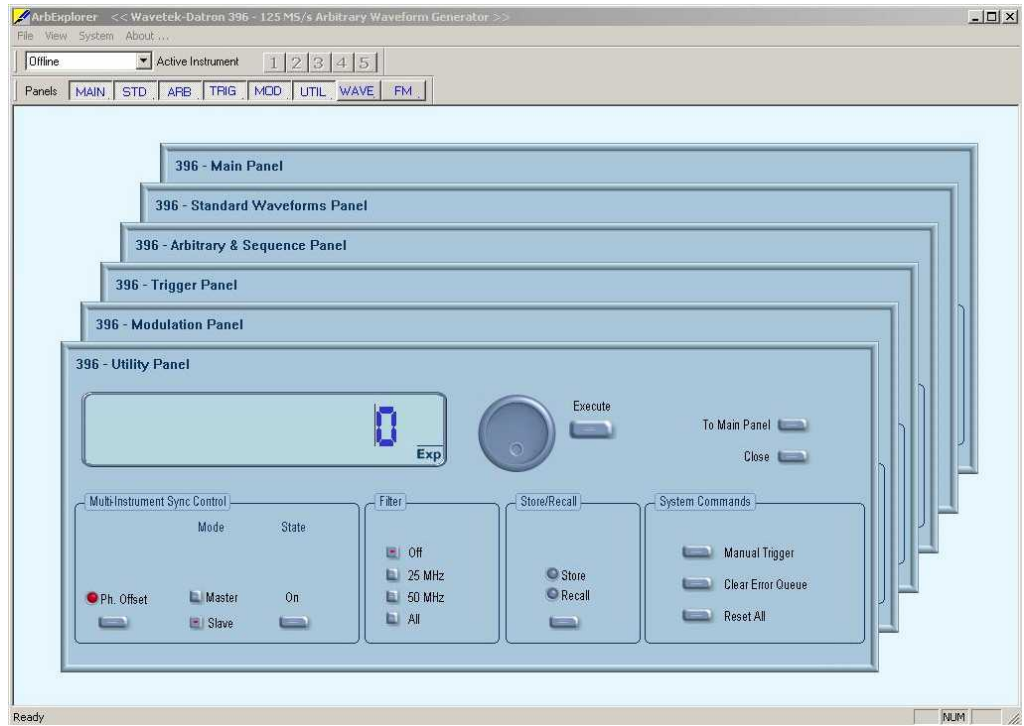 ArbExplorer << Wavetek-Datron 396 - 125 MS/s Arbitrary Waveform Generator >>
File View System About ...
Offline Active Instrument 1 2 3 4 5
Panels MAIN STD ARB TRIG MOD UTIL WAVE FM
396 - Main Panel
396 - Standard Waveforms Panel
396 - Arbitrary & Sequence Panel
396 - Trigger Panel
396 - Modulation Panel
396 - Utility Panel
0
Exp
Execute
To Main Panel
Close
Multi-Instrument Sync Control
Mode State
Ph. Offset
Master
Slave
On
Filter
Off
25 MHz
50 MHz
All
Store/Recall
Store
Recall
System Commands
Manual Trigger
Clear Error Queue
Reset All
Ready NUM